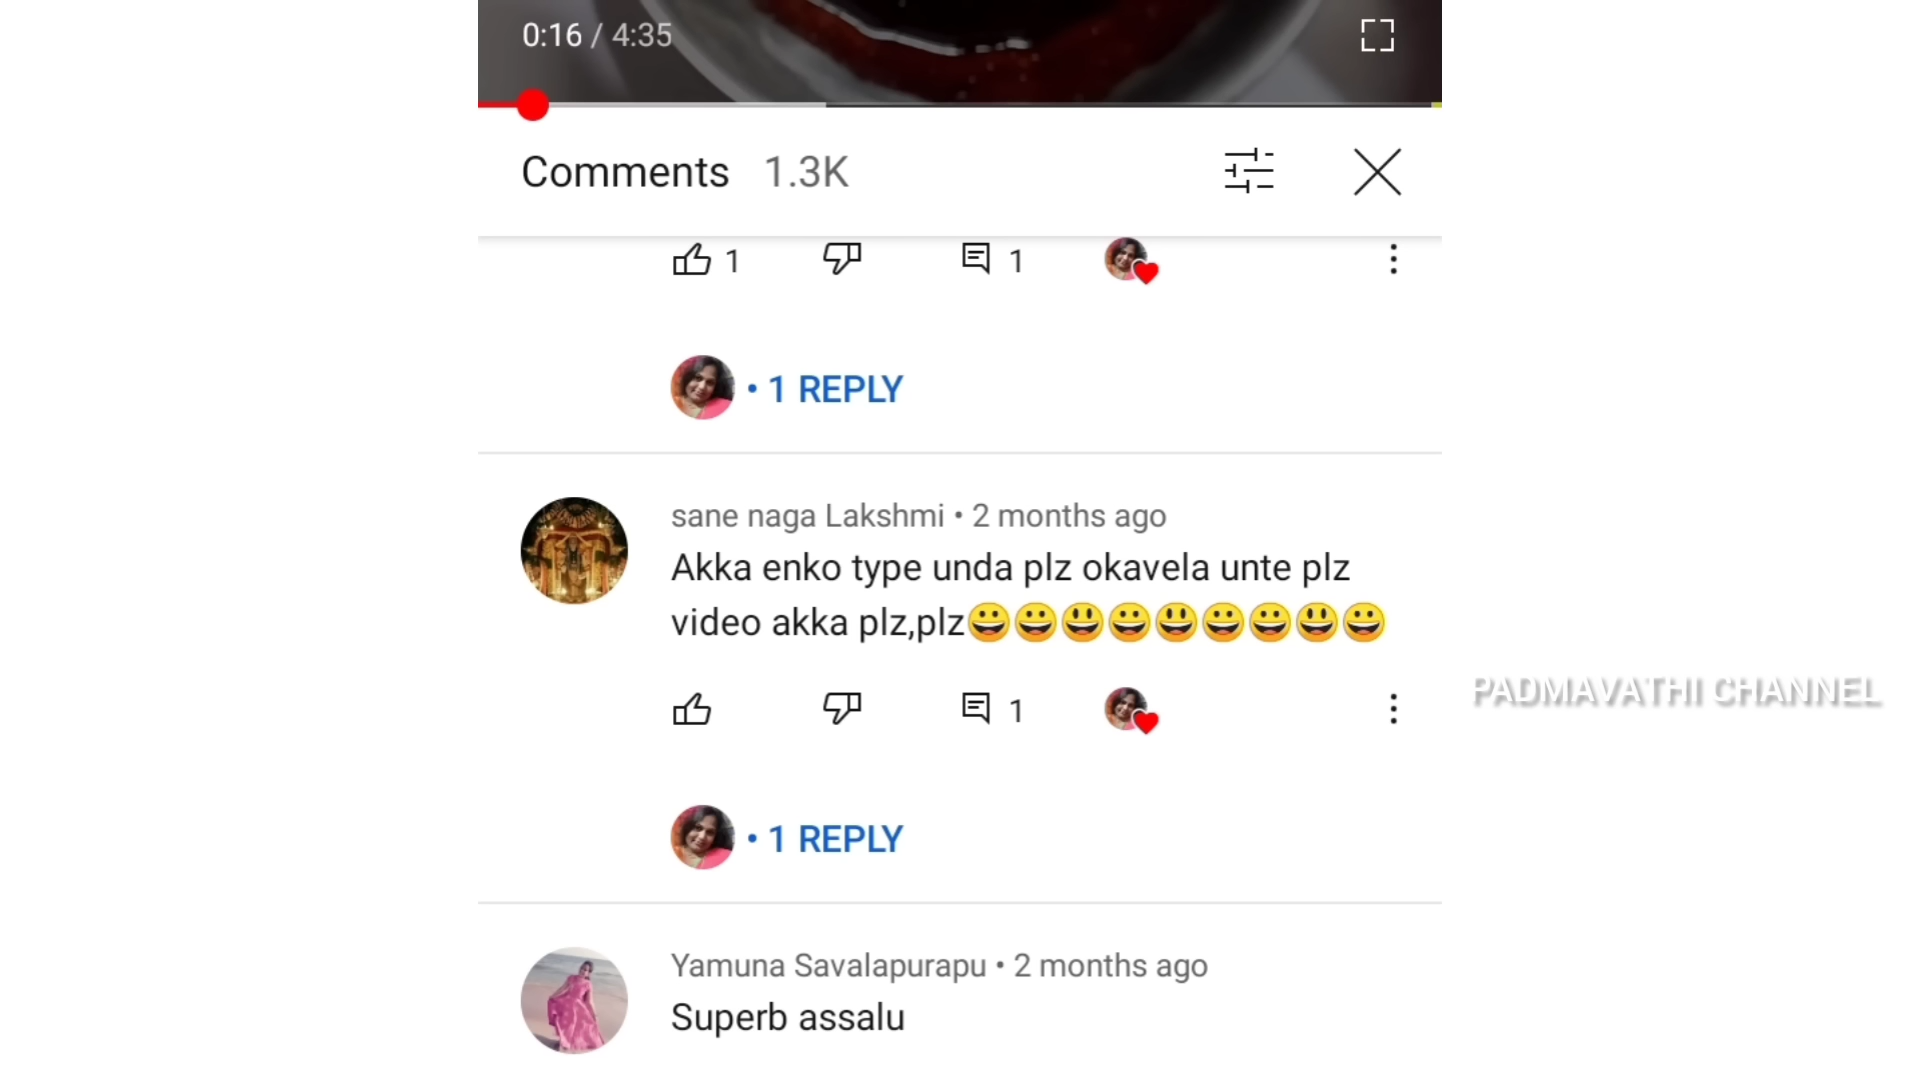 0:16 / 4:35
Comments 1.3K
1 1
• 1 REPLY
sane naga Lakshmi • 2 months ago
Akka enko type unda plz okavela unte plz
video akka plz,plz😀😀😃😀😃😀😀😃😀
1
PADMAVATHI CHANNEL
• 1 REPLY
Yamuna Savalapurapu • 2 months ago
Superb assalu